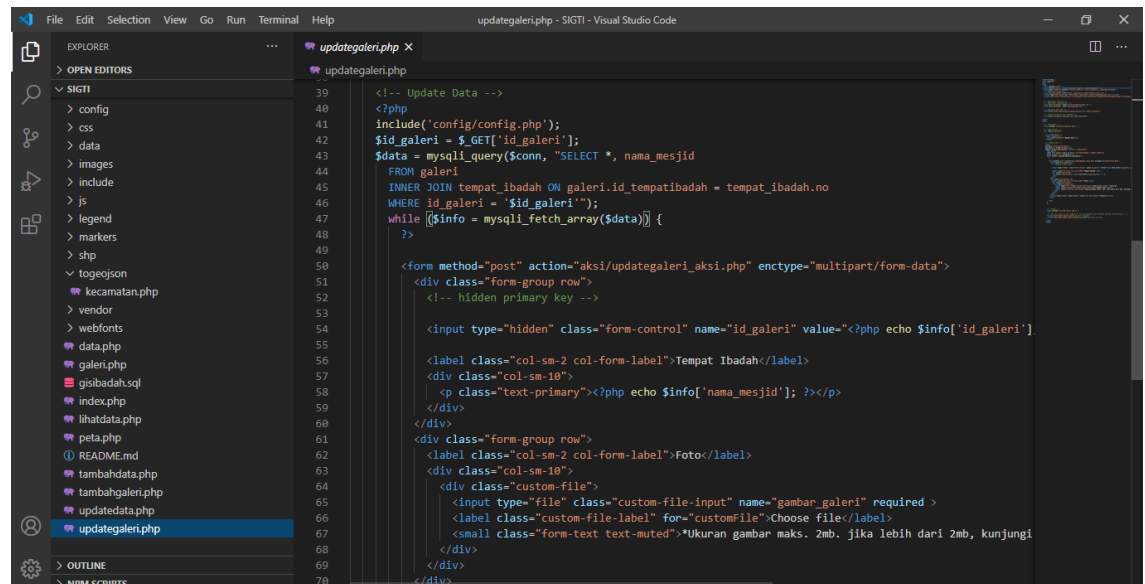 File Edit Selection View Go Run Terminal Help updategaleri.php - SIGTI - Visual Studio Code
EXPLORER
OPEN EDITORS
SIGTI
config
css
data
images
include
js
legend
markers
shp
togeojson
kecamatan.php
vendor
webfonts
data.php
galeri.php
gisibadah.sql
index.php
lihatdata.php
peta.php
README.md
tambahdata.php
tambahgaleri.php
updatedata.php
updategaleri.php
OUTLINE
NPM SCRIPTS
updategaleri.php
updategaleri.php
39 <!-- Update Data -->
40 <?php
41 include('config/config.php');
42 $id_galeri = $_GET['id_galeri'];
43 $data = mysqli_query($conn, "SELECT *, nama_mesjid
44 FROM galeri
45 INNER JOIN tempat_ibadah ON galeri.id_tempatibadah = tempat_ibadah.no
46 WHERE id_galeri = '$id_galeri'");
47 while ($info = mysqli_fetch_array($data)) {
48 ?>
49
50 <form method="post" action="aksi/updategaleri_aksi.php" enctype="multipart/form-data">
51 <div class="form-group row">
52 <!-- hidden primary key -->
53
54 <input type="hidden" class="form-control" name="id_galeri" value="<?php echo $info['id_galeri']
55
56 <label class="col-sm-2 col-form-label">Tempat Ibadah</label>
57 <div class="col-sm-10">
58 <p class="text-primary"><?php echo $info['nama_mesjid']; ?></p>
59 </div>
60 </div>
61 <div class="form-group row">
62 <label class="col-sm-2 col-form-label">Foto</label>
63 <div class="col-sm-10">
64 <div class="custom-file">
65 <input type="file" class="custom-file-input" name="gambar_galeri" required >
66 <label class="custom-file-label" for="customFile">Choose file</label>
67 <small class="form-text text-muted">*Ukuran gambar maks. 2mb. jika lebih dari 2mb, kunjungi
68 </div>
69 </div>
70 </div>